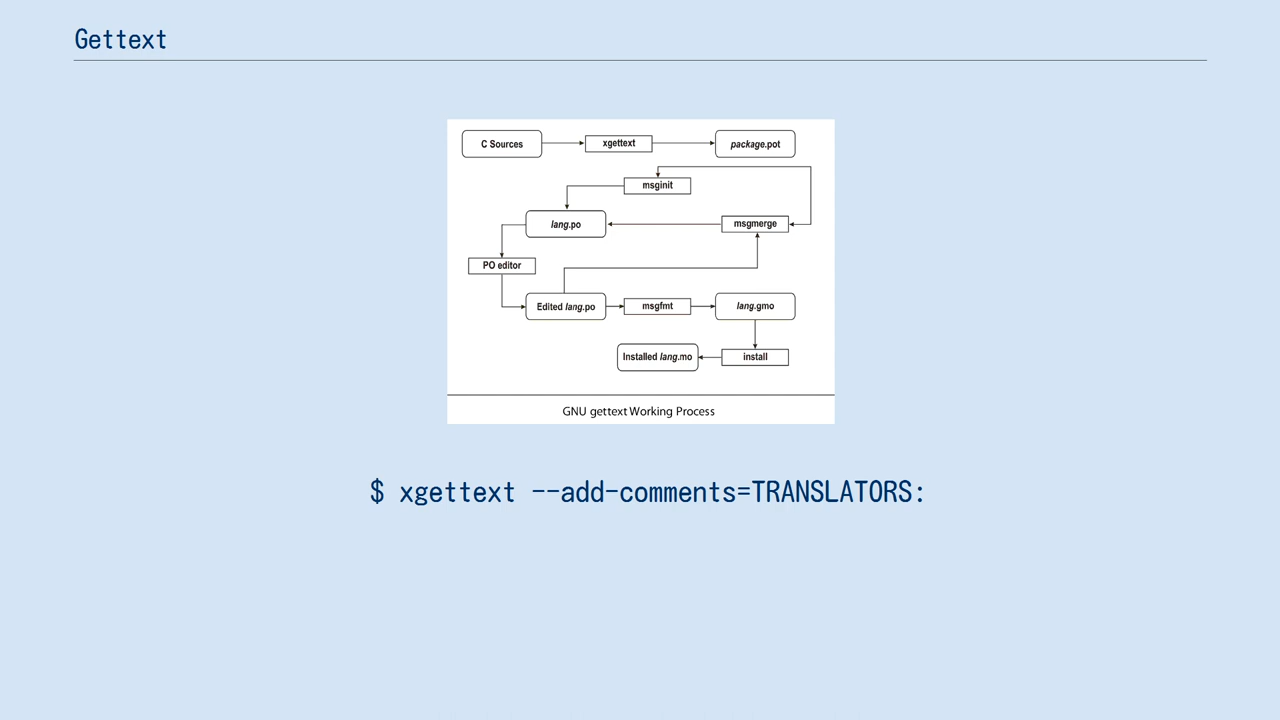 Gettext
C Sources
xgettext
package.pot
msginit
lang.po
msgmerge
PO editor
Edited lang.po
msgfmt
lang.gmo
Installed lang.mo
install
GNU gettext Working Process
$ xgettext --add-comments=TRANSLATORS: